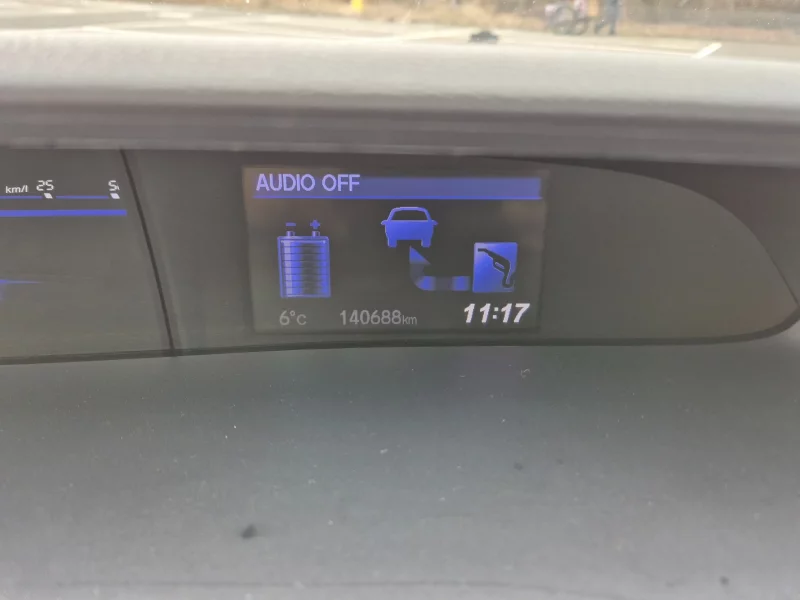 AUDIO OFF
km/l 25
- +
6°C 140688km 11:17